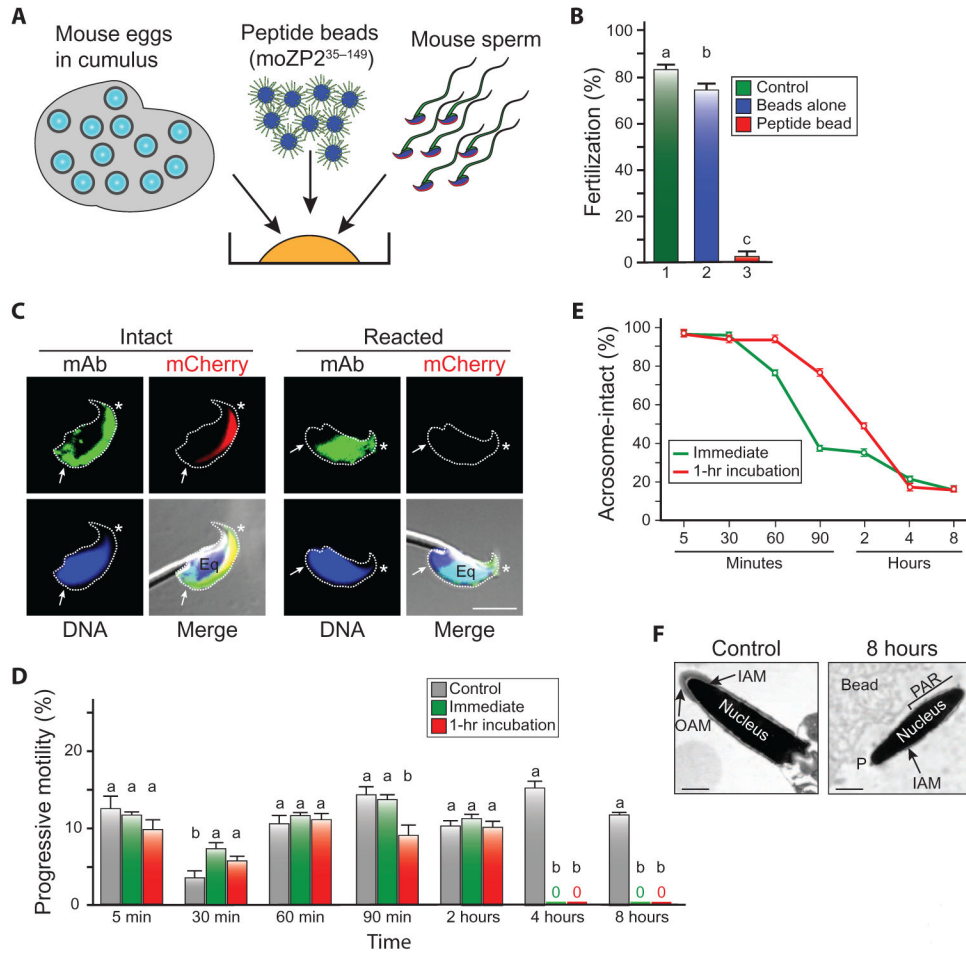 A
Mouse eggs
in cumulus
Peptide beads
(moZP2³⁵⁻¹⁴⁹)
Mouse sperm
B
Fertilization (%)
100
80
60
40
20
0
a
b
c
1
2
3
Control
Beads alone
Peptide bead
C
Intact
Reacted
mAb
mCherry
mAb
mCherry
*
*
*
*
*
Eq
*
*
Eq
*
DNA
Merge
DNA
Merge
E
Acrosome-intact (%)
100
80
60
40
20
0
Immediate
1-hr incubation
5
30
60
90
2
4
8
Minutes
Hours
D
Progressive motility (%)
20
10
0
Control
Immediate
1-hr incubation
a a a
b a a
a a a
a a b
a a a
a b b
a b b
0 0
0 0
5 min
30 min
60 min
90 min
2 hours
4 hours
8 hours
Time
F
Control
8 hours
IAM
OAM
Nucleus
Bead
PAR
Nucleus
P
IAM